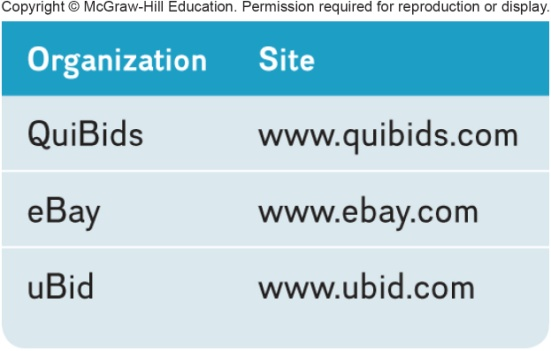 Copyright © McGraw-Hill Education. Permission required for reproduction or display.
Organization Site
QuiBids www.quibids.com
eBay www.ebay.com
uBid www.ubid.com